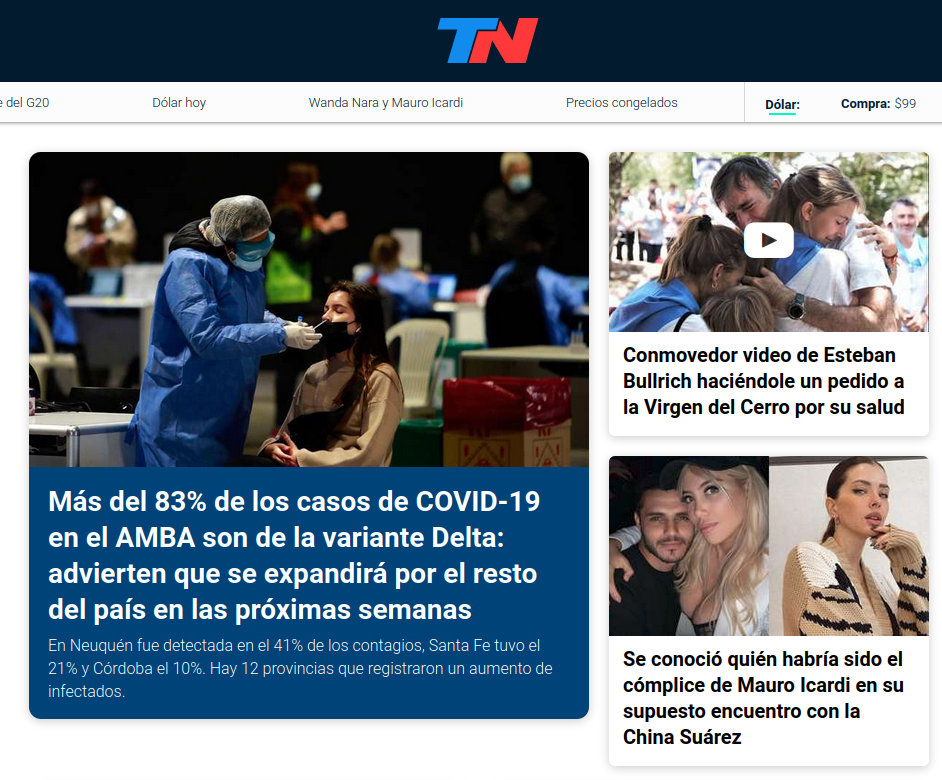 TN
e del G20
Dólar hoy
Wanda Nara y Mauro Icardi
Precios congelados
Dólar:
Compra: $99
Más del 83% de los casos de COVID-19
en el AMBA son de la variante Delta:
advierten que se expandirá por el resto
del país en las próximas semanas
En Neuquén fue detectada en el 41% de los contagios, Santa Fe tuvo el
21% y Córdoba el 10%. Hay 12 provincias que registraron un aumento de
infectados.
Conmovedor video de Esteban
Bullrich haciéndole un pedido a
la Virgen del Cerro por su salud
Se conoció quién habría sido el
cómplice de Mauro Icardi en su
supuesto encuentro con la
China Suárez